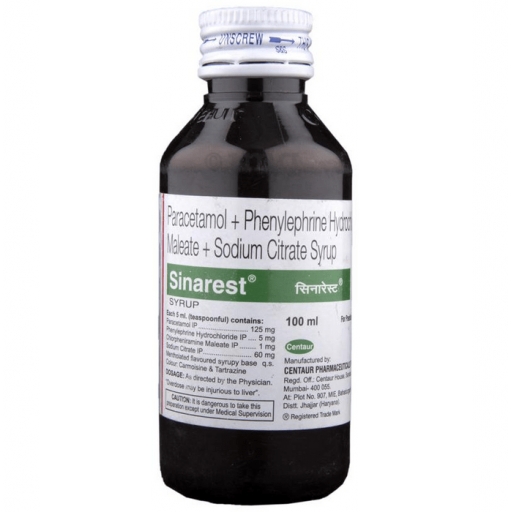 UNSCREW
Paracetamol + Phenylephrine
Maleate + Sodium Citrate Syrup
Sinarest®
सिनारेस्ट®
SYRUP
100 ml
Each 5 ml. (teaspoonful) contains:
Paracetamol IP ........................ 125 mg
Phenylephrine Hydrochloride IP .... 5 mg
Chlorpheniramine Maleate IP ....... 1 mg
Sodium Citrate IP...................... 60 mg
Mentholated flavoured syrupy base q.s.
Colour: Carmoisine & Tartrazine
DOSAGE: As directed by the Physician.
"Overdose may be injurious to liver".
CAUTION: It is dangerous to take this
preparation except under Medical Supervision
Centaur
Manufactured by:
CENTAUR PHARMACEUTICALS
Regd. Off.: Centaur House,
Mumbai- 400 055.
At: Plot No. 907, MIE,
Distt. Jhajjar (Haryana)
® Registered Trade Mark